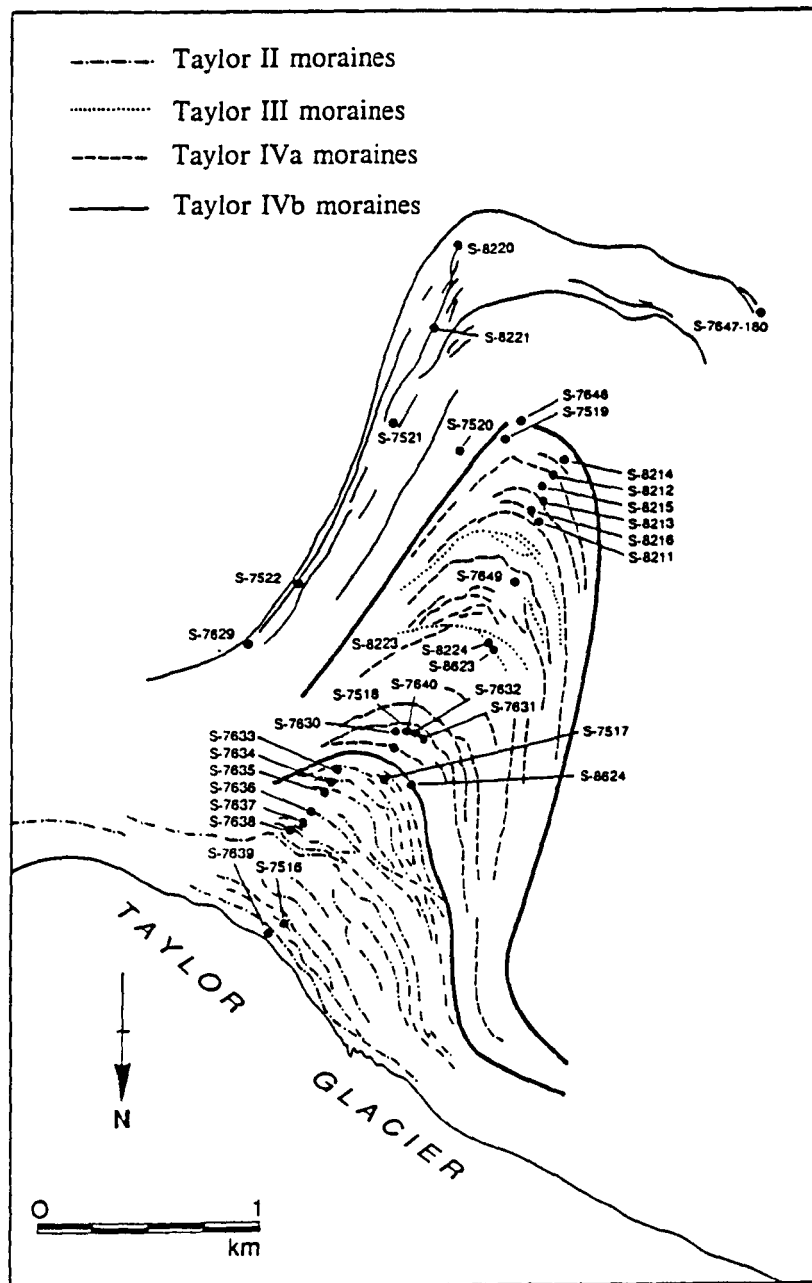 Taylor II moraines
Taylor III moraines
Taylor IVa moraines
Taylor IVb moraines
S-8220
S-7647-180
S-8221
S-7646
S-7519
S-7520
S-7521
S-8214
S-8212
S-8215
S-8213
S-8216
S-8211
S-7522
S-7649
S-7629
S-8223
S-8224
S-8623
S-7518
S-7640
S-7632
S-7631
S-7630
S-7517
S-7633
S-7634
S-7635
S-7636
S-7637
S-7638
S-8624
S-7639
S-7516
TAYLOR
GLACIER
N
0 1
km